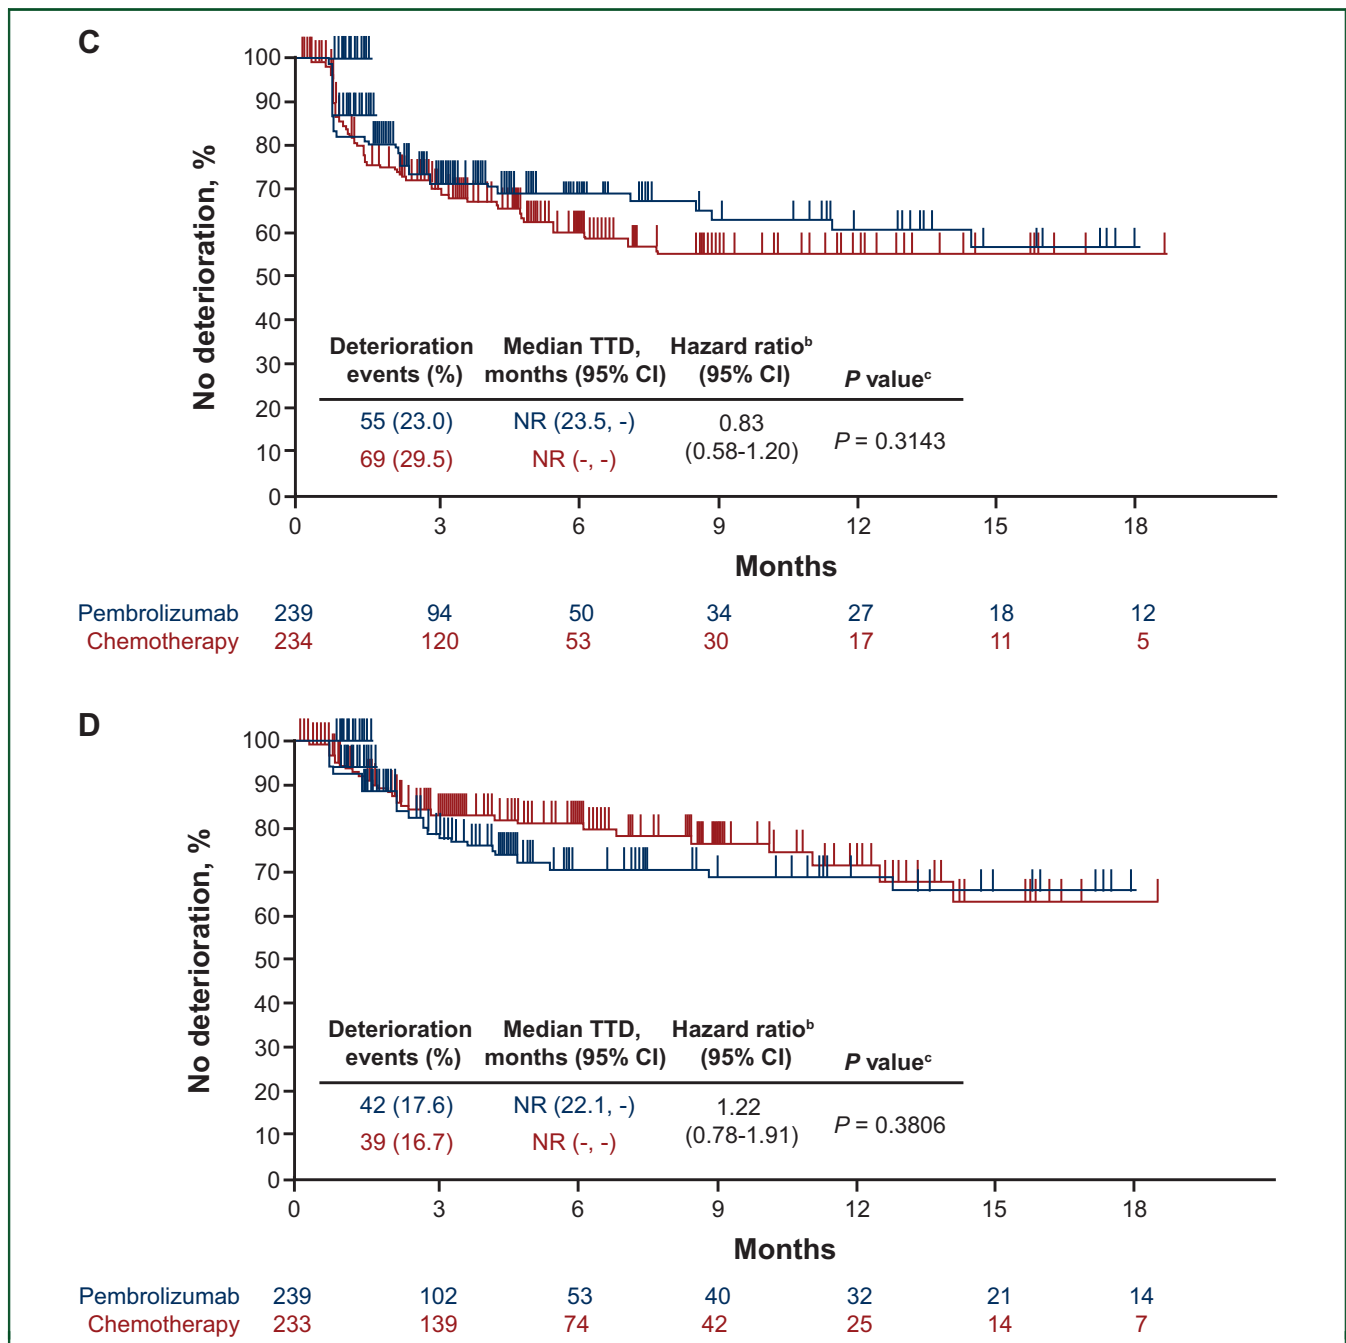 C
100
90
80
70
60
50
40
30
20
10
0
No deterioration, %
Deterioration events (%) Median TTD, months (95% CI) Hazard ratioᵇ (95% CI) P valueᶜ
55 (23.0) NR (23.5, -) 0.83 (0.58-1.20) P = 0.3143
69 (29.5) NR (-, -)
0 3 6 9 12 15 18
Months
Pembrolizumab 239 94 50 34 27 18 12
Chemotherapy 234 120 53 30 17 11 5
D
100
90
80
70
60
50
40
30
20
10
0
No deterioration, %
Deterioration events (%) Median TTD, months (95% CI) Hazard ratioᵇ (95% CI) P valueᶜ
42 (17.6) NR (22.1, -) 1.22 (0.78-1.91) P = 0.3806
39 (16.7) NR (-, -)
0 3 6 9 12 15 18
Months
Pembrolizumab 239 102 53 40 32 21 14
Chemotherapy 233 139 74 42 25 14 7